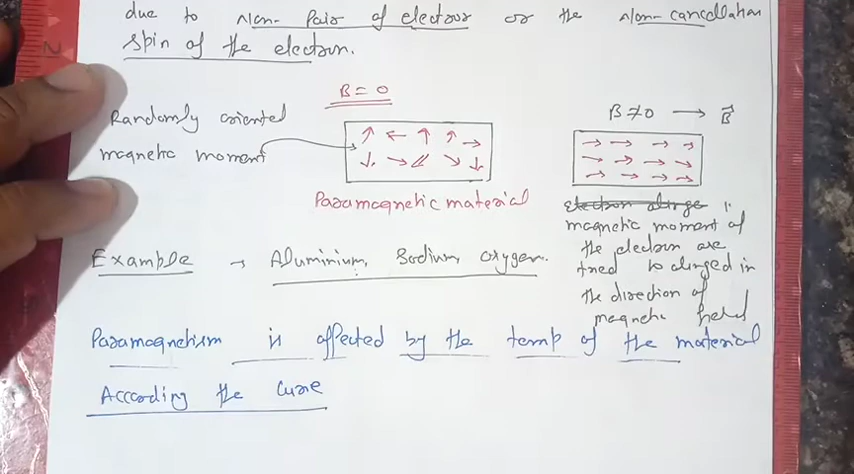 due to Non-Pair of electron or the Non-cancellation
spin of the electron.
B = 0
Randomly oriented
magnetic moment
Paramagnetic material
B ≠ 0 → B⃗
magnetic moment of
the electron are
tried to alinged in
the direction of
magnetic field
Example → Aluminium, Sodium, oxygen.
Paramagnetism is affected by the temp of the material
According the Curie